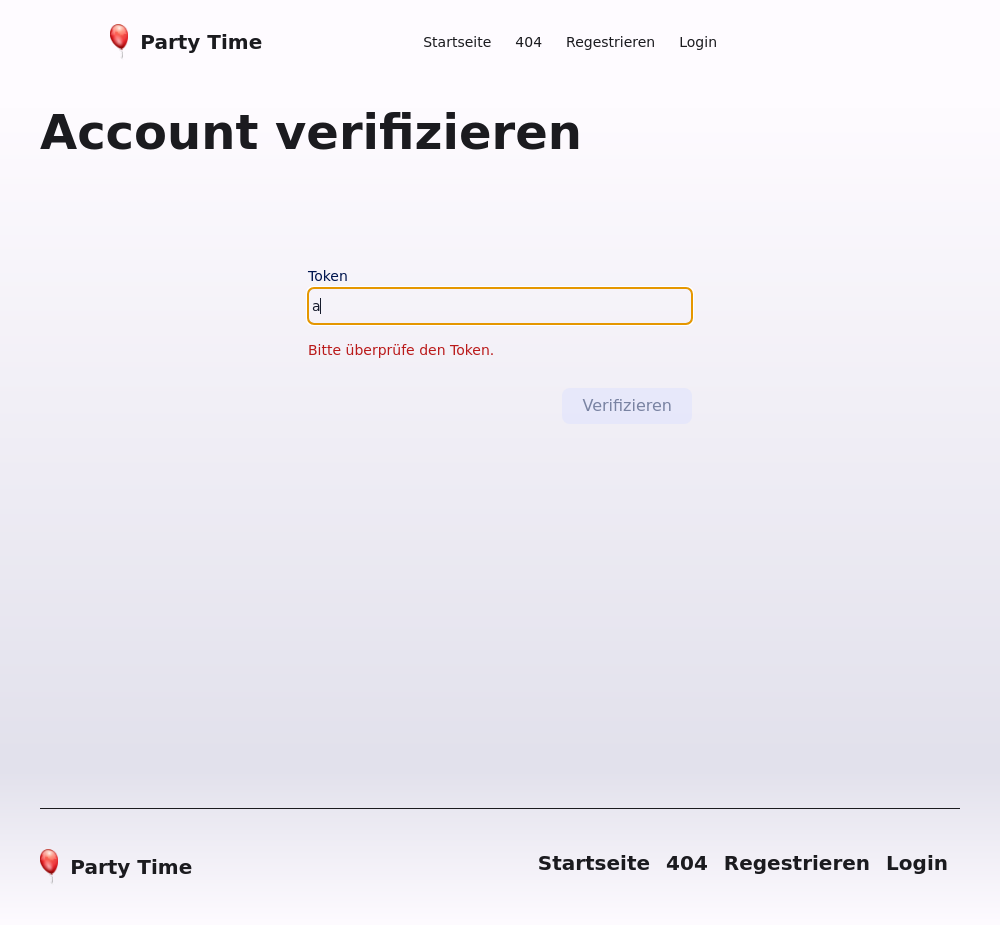 Party Time
Startseite 404 Regestrieren Login
Account verifizieren
Token
a
Bitte überprüfe den Token.
Verifizieren
Party Time
Startseite 404 Regestrieren Login